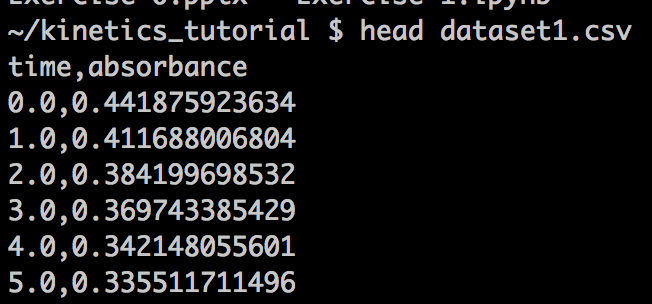 Exercise 0.pptx   Exercise 1.ipynb
~/kinetics_tutorial $ head dataset1.csv
time,absorbance
0.0,0.441875923634
1.0,0.411688006804
2.0,0.384199698532
3.0,0.369743385429
4.0,0.342148055601
5.0,0.335511711496